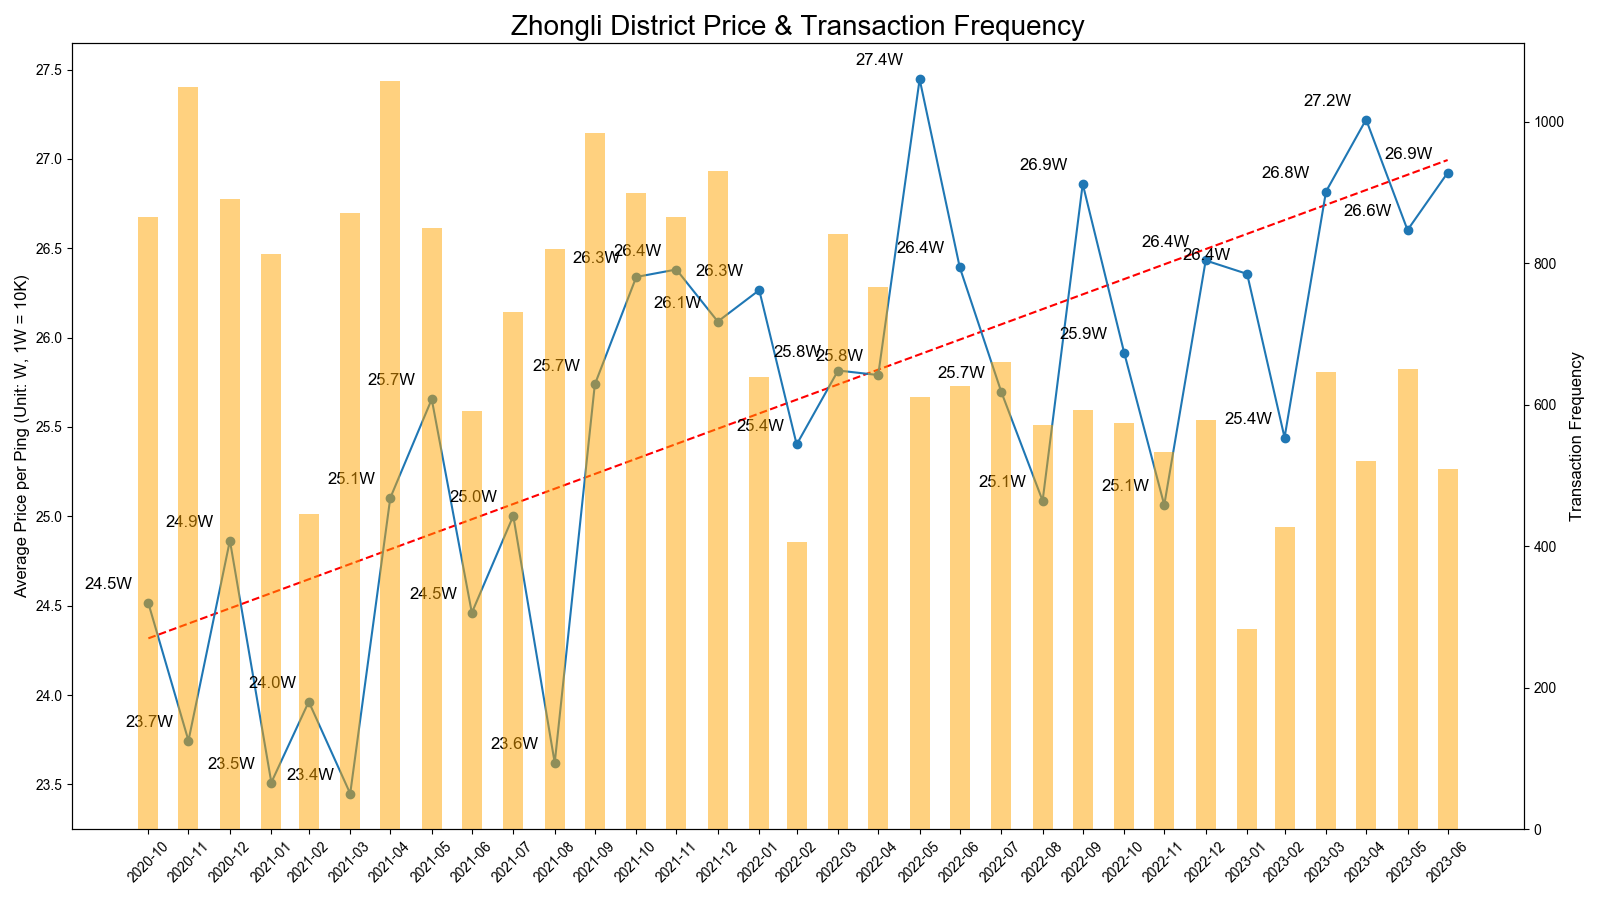 Zhongli District Price & Transaction Frequency
Average Price per Ping (Unit: W, 1W = 10K)
27.5
27.0
26.5
26.0
25.5
25.0
24.5
24.0
23.5
24.5W
23.7W
24.9W
23.5W
24.0W
23.4W
25.1W
25.7W
24.5W
25.0W
23.6W
25.7W
26.3W
26.4W
26.1W
26.3W
25.4W
25.8W
25.8W
27.4W
26.4W
25.7W
25.1W
26.9W
25.9W
25.1W
26.4W
26.4W
25.4W
26.8W
27.2W
26.6W
26.9W
1000
800
600
400
200
0
Transaction Frequency
2020-10
2020-11
2020-12
2021-01
2021-02
2021-03
2021-04
2021-05
2021-06
2021-07
2021-08
2021-09
2021-10
2021-11
2021-12
2022-01
2022-02
2022-03
2022-04
2022-05
2022-06
2022-07
2022-08
2022-09
2022-10
2022-11
2022-12
2023-01
2023-02
2023-03
2023-04
2023-05
2023-06